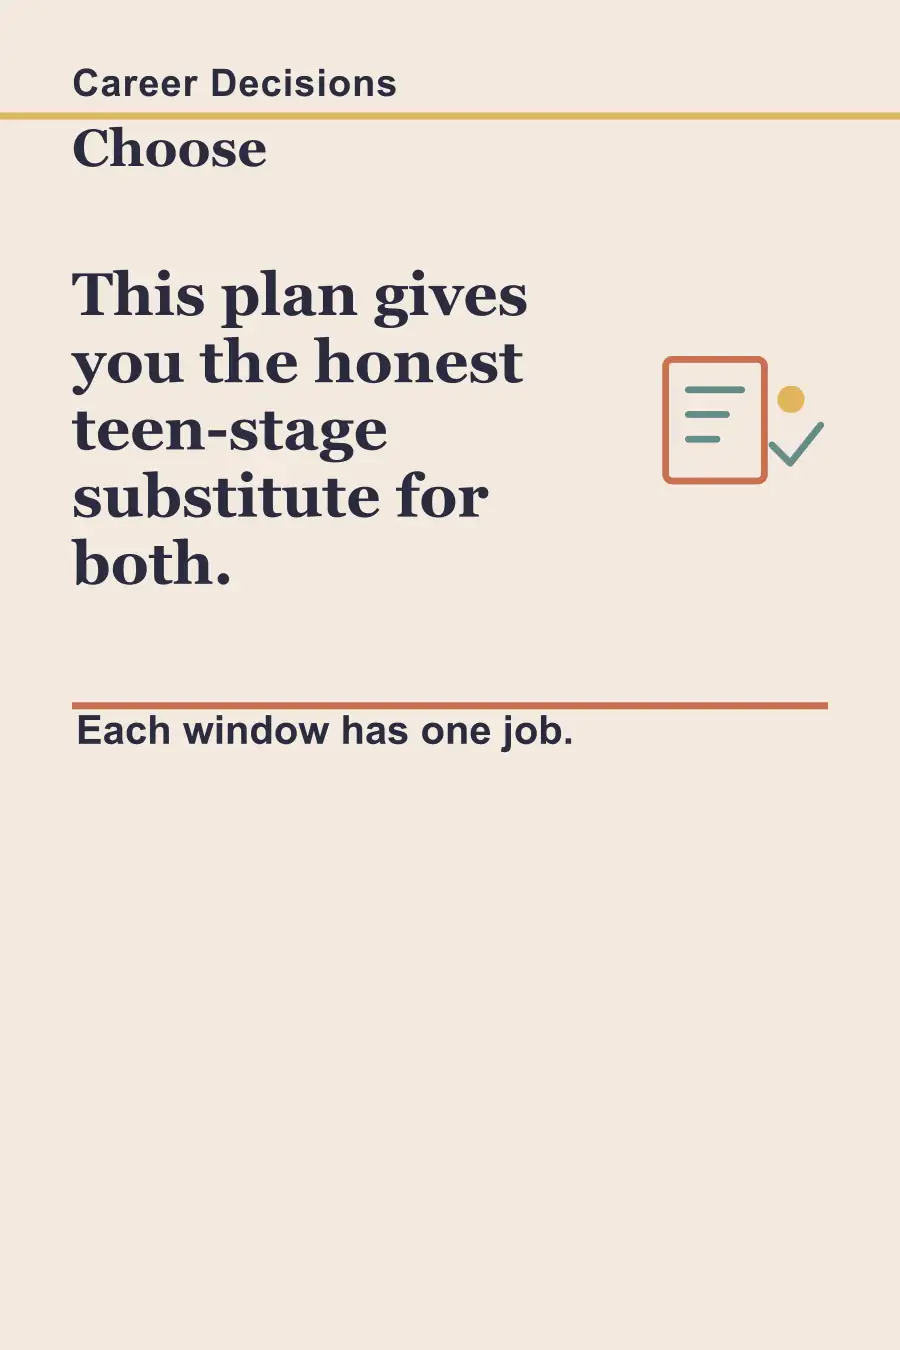 Career Decisions
Choose
This plan gives
you the honest
teen-stage
substitute for
both.
Each window has one job.